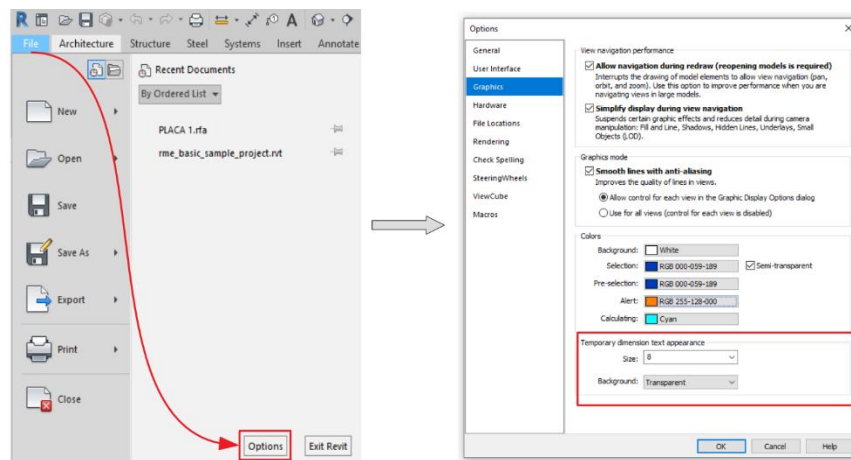 R A
File Architecture Structure Steel Systems Insert Annotate
Recent Documents
By Ordered List
New
PLACA 1.rfa
rme_basic_sample_project.rvt
Open
Save
Save As
Export
Print
Close
Options Exit Revit
Options
General
User Interface
Graphics
Hardware
File Locations
Rendering
Check Spelling
SteeringWheels
ViewCube
Macros
View navigation performance
Allow navigation during redraw (reopening models is required)
Interrupts the drawing of model elements to allow view navigation (pan,
orbit, and zoom). Use this option to improve performance when you are
navigating views in large models.
Simplify display during view navigation
Suspends certain graphic effects and reduces detail during camera
manipulation: Fill and Line, Shadows, Hidden Lines, Underlays, Small
Objects (LOD).
Graphics mode
Smooth lines with anti-aliasing
Improves the quality of lines in views.
Allow control for each view in the Graphic Display Options dialog
Use for all views (control for each view is disabled)
Colors
Background: White
Selection: RGB 000-059-189 Semi-transparent
Pre-selection: RGB 000-059-189
Alert: RGB 255-128-000
Calculating: Cyan
Temporary dimension text appearance
Size: 8
Background: Transparent
OK Cancel Help